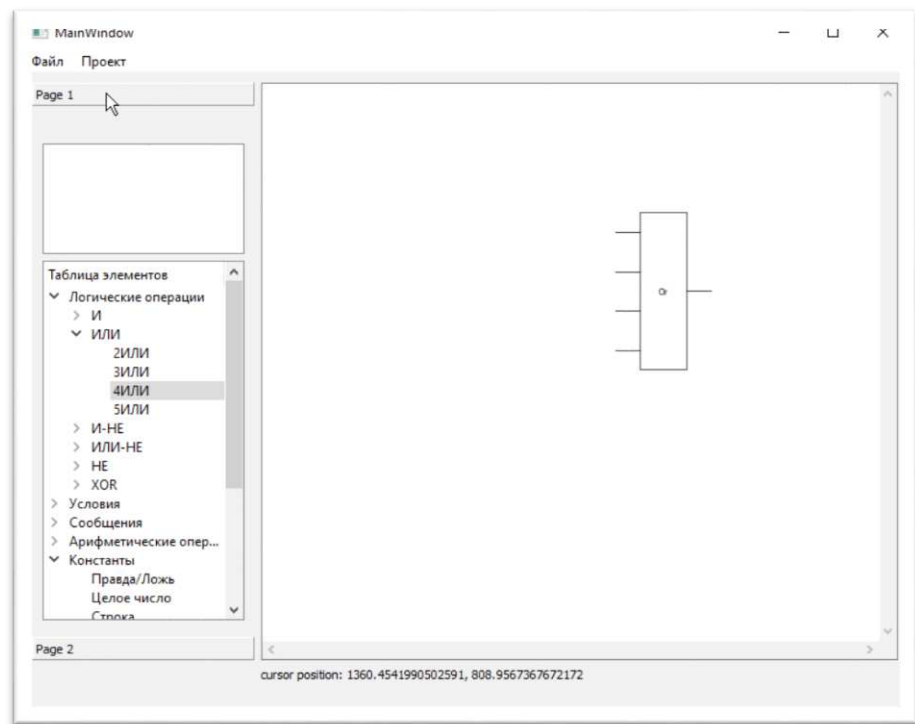 MainWindow
Файл Проект
Page 1
Таблица элементов
Логические операции
И
ИЛИ
2ИЛИ
3ИЛИ
4ИЛИ
5ИЛИ
И-НЕ
ИЛИ-НЕ
НЕ
XOR
Условия
Сообщения
Арифметические опер...
Константы
Правда/Ложь
Целое число
Строка
Page 2
Or
cursor position: 1360.4541990502591, 808.9567367672172